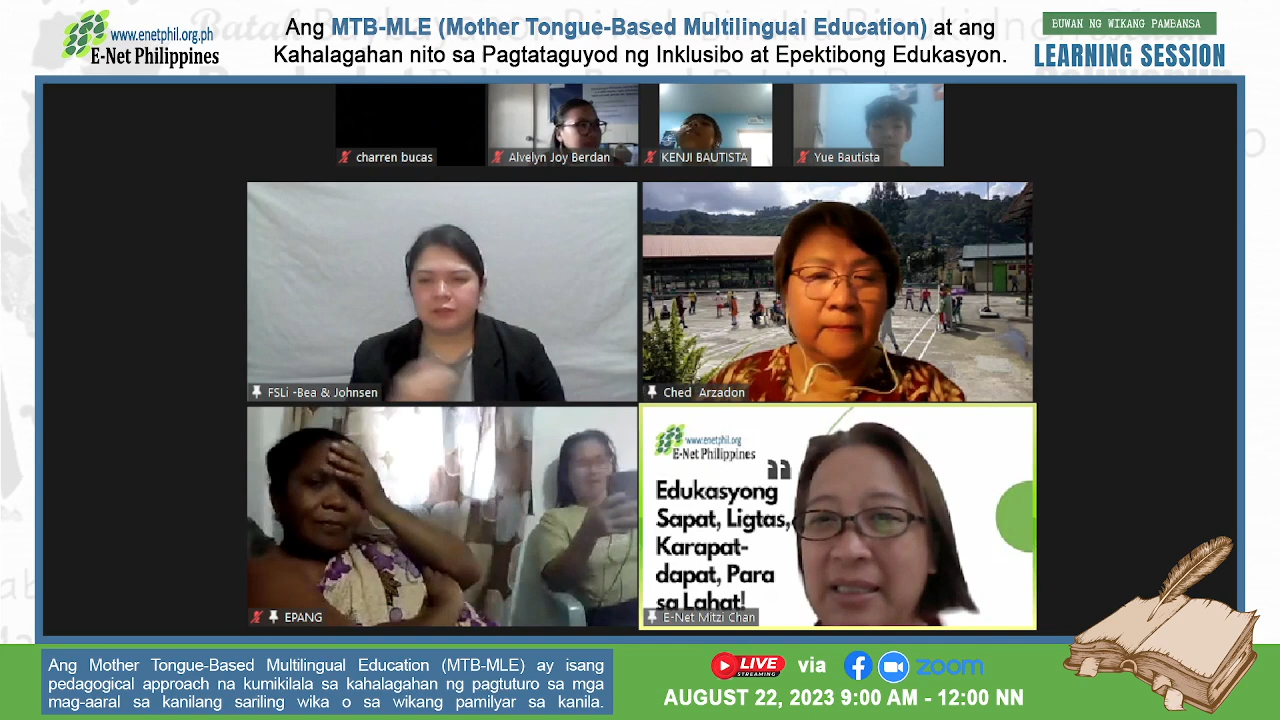 www.enetphil.org.ph
E-Net Philippines
Ang MTB-MLE (Mother Tongue-Based Multilingual Education) at ang
Kahalagahan nito sa Pagtataguyod ng Inklusibo at Epektibong Edukasyon.
BUWAN NG WIKANG PAMBANSA
LEARNING SESSION
charren bucas
Alvelyn Joy Berdan
KENJI BAUTISTA
Yue Bautista
FSLi -Bea & Johnsen
Ched Arzadon
EPANG
www.enetphil.org
E-Net Philippines
Edukasyong
Sapat, Ligtas,
Karapat-
dapat, Para
sa Lahat!
E-Net Mitzi Chan
Ang Mother Tongue-Based Multilingual Education (MTB-MLE) ay isang
pedagogical approach na kumikilala sa kahalagahan ng pagtuturo sa mga
mag-aaral sa kanilang sariling wika o sa wikang pamilyar sa kanila.
LIVE
STREAMING
via
zoom
AUGUST 22, 2023 9:00 AM - 12:00 NN